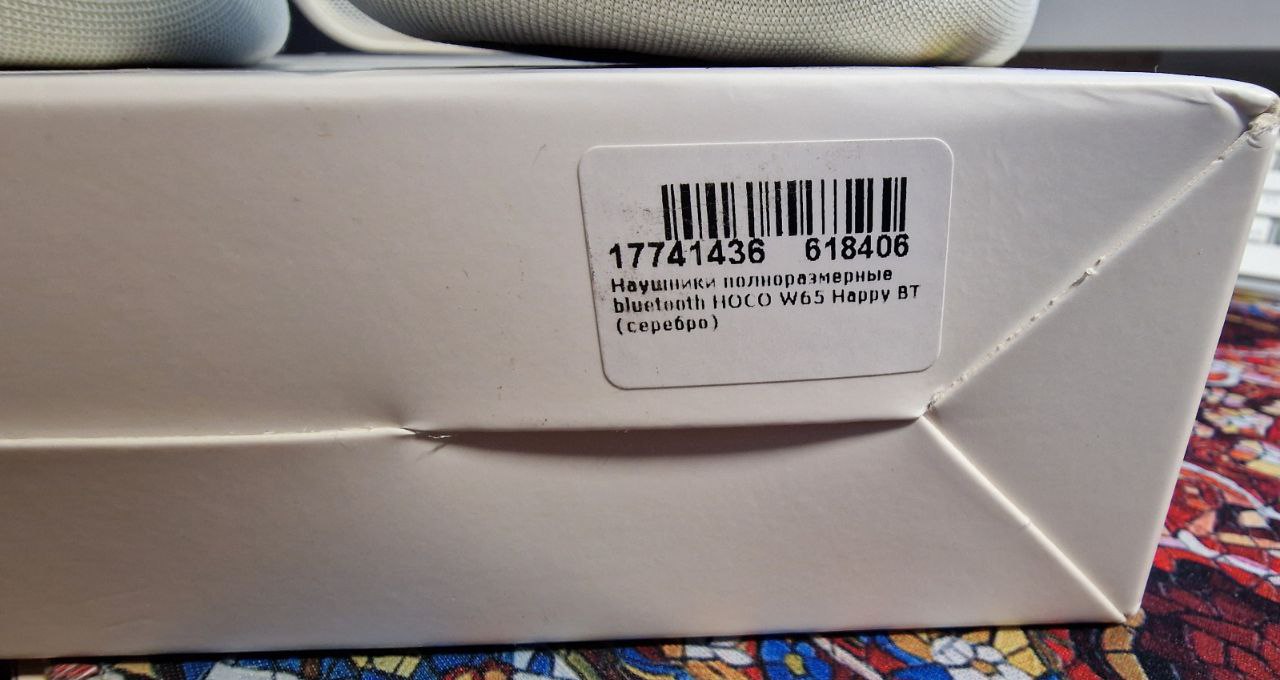 17741436 618406
Наушники полноразмерные
bluetooth HOCO W65 Happy BT
(серебро)